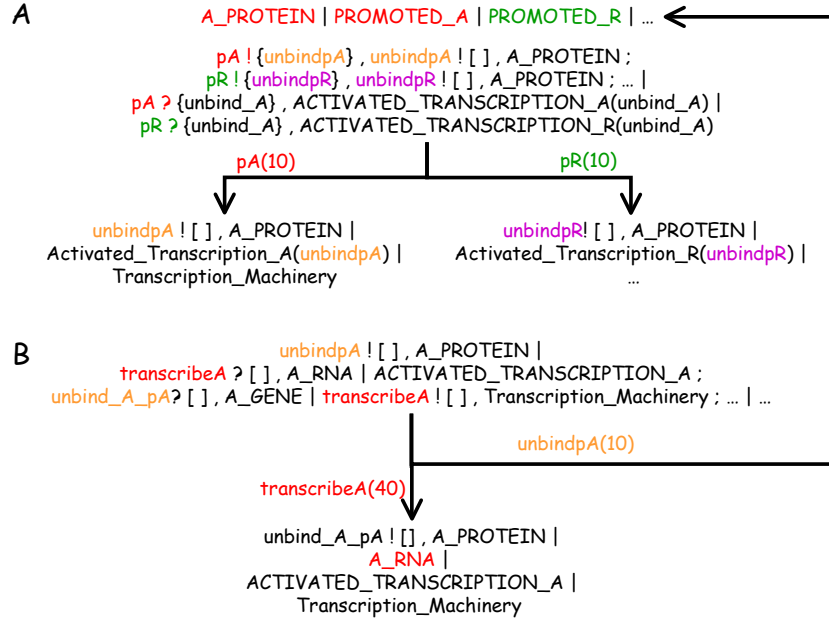 A
A_PROTEIN | PROMOTED_A | PROMOTED_R | ...
pA ! {unbindpA} , unbindpA ! [ ] , A_PROTEIN ;
pR ! {unbindpR} , unbindpR ! [ ] , A_PROTEIN ; ... |
pA ? {unbind_A} , ACTIVATED_TRANSCRIPTION_A(unbind_A) |
pR ? {unbind_A} , ACTIVATED_TRANSCRIPTION_R(unbind_A)
pA(10)
pR(10)
unbindpA ! [ ] , A_PROTEIN |
Activated_Transcription_A(unbindpA) |
Transcription_Machinery
unbindpR! [ ] , A_PROTEIN |
Activated_Transcription_R(unbindpR) |
...
B
unbindpA ! [ ] , A_PROTEIN |
transcribeA ? [ ] , A_RNA | ACTIVATED_TRANSCRIPTION_A ;
unbind_A_pA? [ ] , A_GENE | transcribeA ! [ ] , Transcription_Machinery ; ... | ...
unbindpA(10)
transcribeA(40)
unbind_A_pA ! [] , A_PROTEIN |
A_RNA |
ACTIVATED_TRANSCRIPTION_A |
Transcription_Machinery